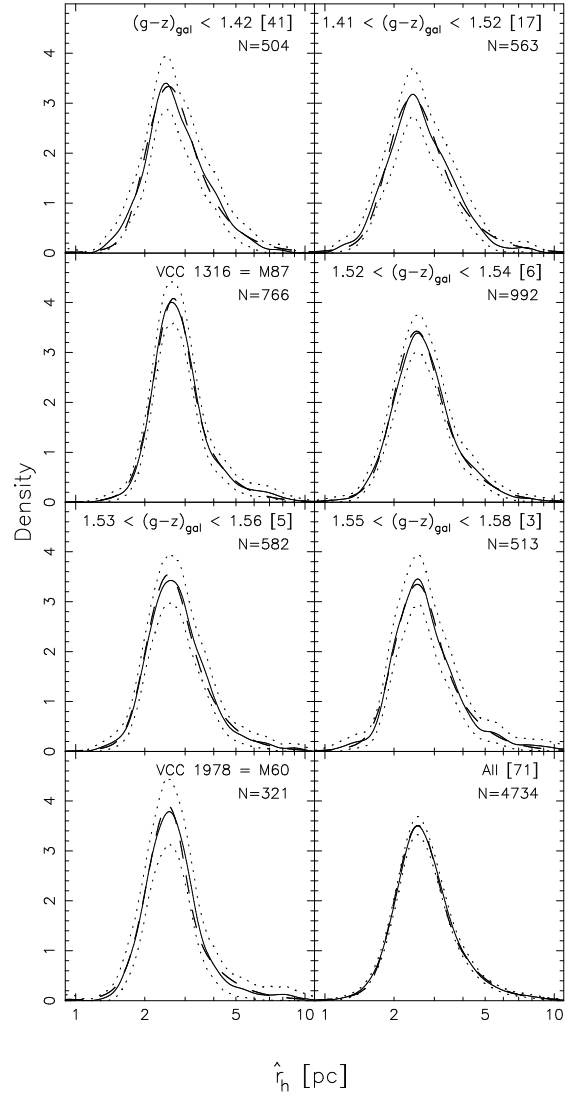 (g-z)gal < 1.42 [41]
N=504
1.41 < (g-z)gal < 1.52 [17]
N=563
0 1 2 3 4
VCC 1316 = M87
N=766
1.52 < (g-z)gal < 1.54 [6]
N=992
0 1 2 3 4
1.53 < (g-z)gal < 1.56 [5]
N=582
1.55 < (g-z)gal < 1.58 [3]
N=513
0 1 2 3 4
VCC 1978 = M60
N=321
All [71]
N=4734
0 1 2 3 4
1 2 5 10 1 2 5 10
Density
r̂h [pc]